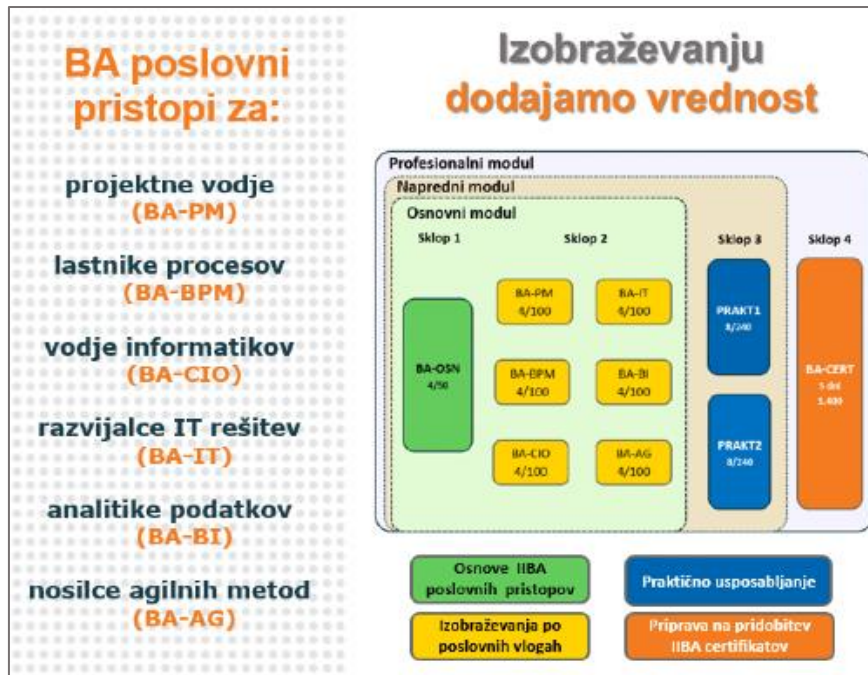 BA poslovni
pristopi za:
projektne vodje
(BA-PM)
lastnike procesov
(BA-BPM)
vodje informatikov
(BA-CIO)
razvijalce IT rešitev
(BA-IT)
analitike podatkov
(BA-BI)
nosilce agilnih metod
(BA-AG)
Izobraževanju
dodajamo vrednost
Profesionalni modul
Napredni modul
Osnovni modul
Sklop 1
Sklop 2
Sklop 3
Sklop 4
BA-OSN
4/50
BA-PM
4/100
BA-IT
4/100
BA-BPM
4/100
BA-BI
4/100
BA-CIO
4/100
BA-AG
4/100
PRAKT1
8/240
PRAKT2
8/240
BA-CERT
5 dni
1.400
Osnove IIBA
poslovnih pristopov
Praktično usposabljanje
Izobraževanja po
poslovnih vlogah
Priprava na pridobitev
IIBA certifikatov